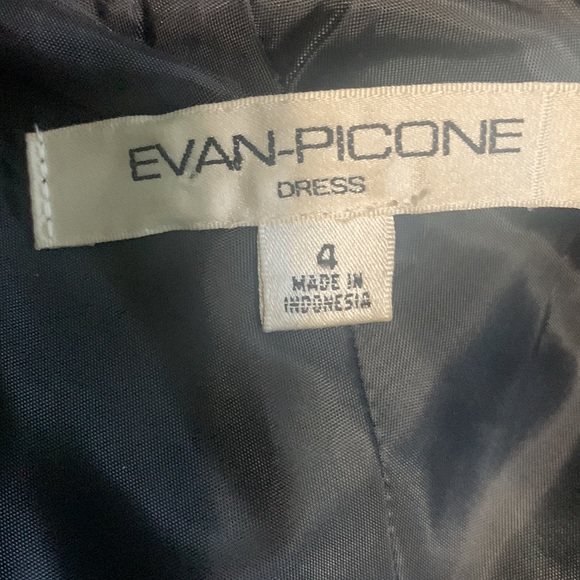 EVAN-PICONE
DRESS
4
MADE IN
INDONESIA